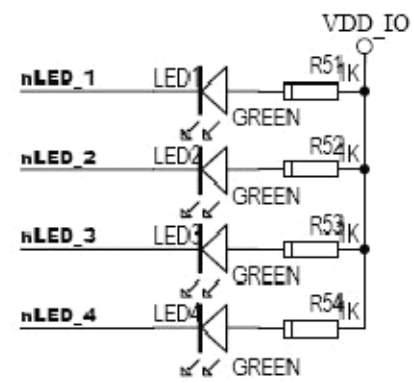 VDD_IO
nLED_1 LED1 R51 1K
GREEN
nLED_2 LED2 R52 1K
GREEN
nLED_3 LED3 R53 1K
GREEN
nLED_4 LED4 R54 1K
GREEN